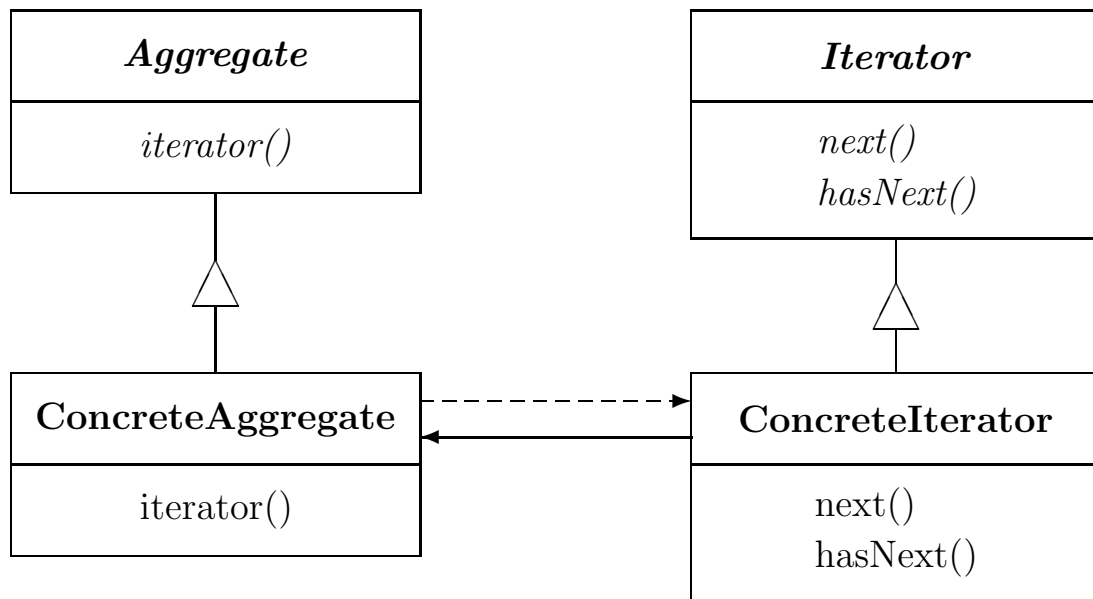 Aggregate
iterator()
Iterator
next()
hasNext()
ConcreteAggregate
iterator()
ConcreteIterator
next()
hasNext()